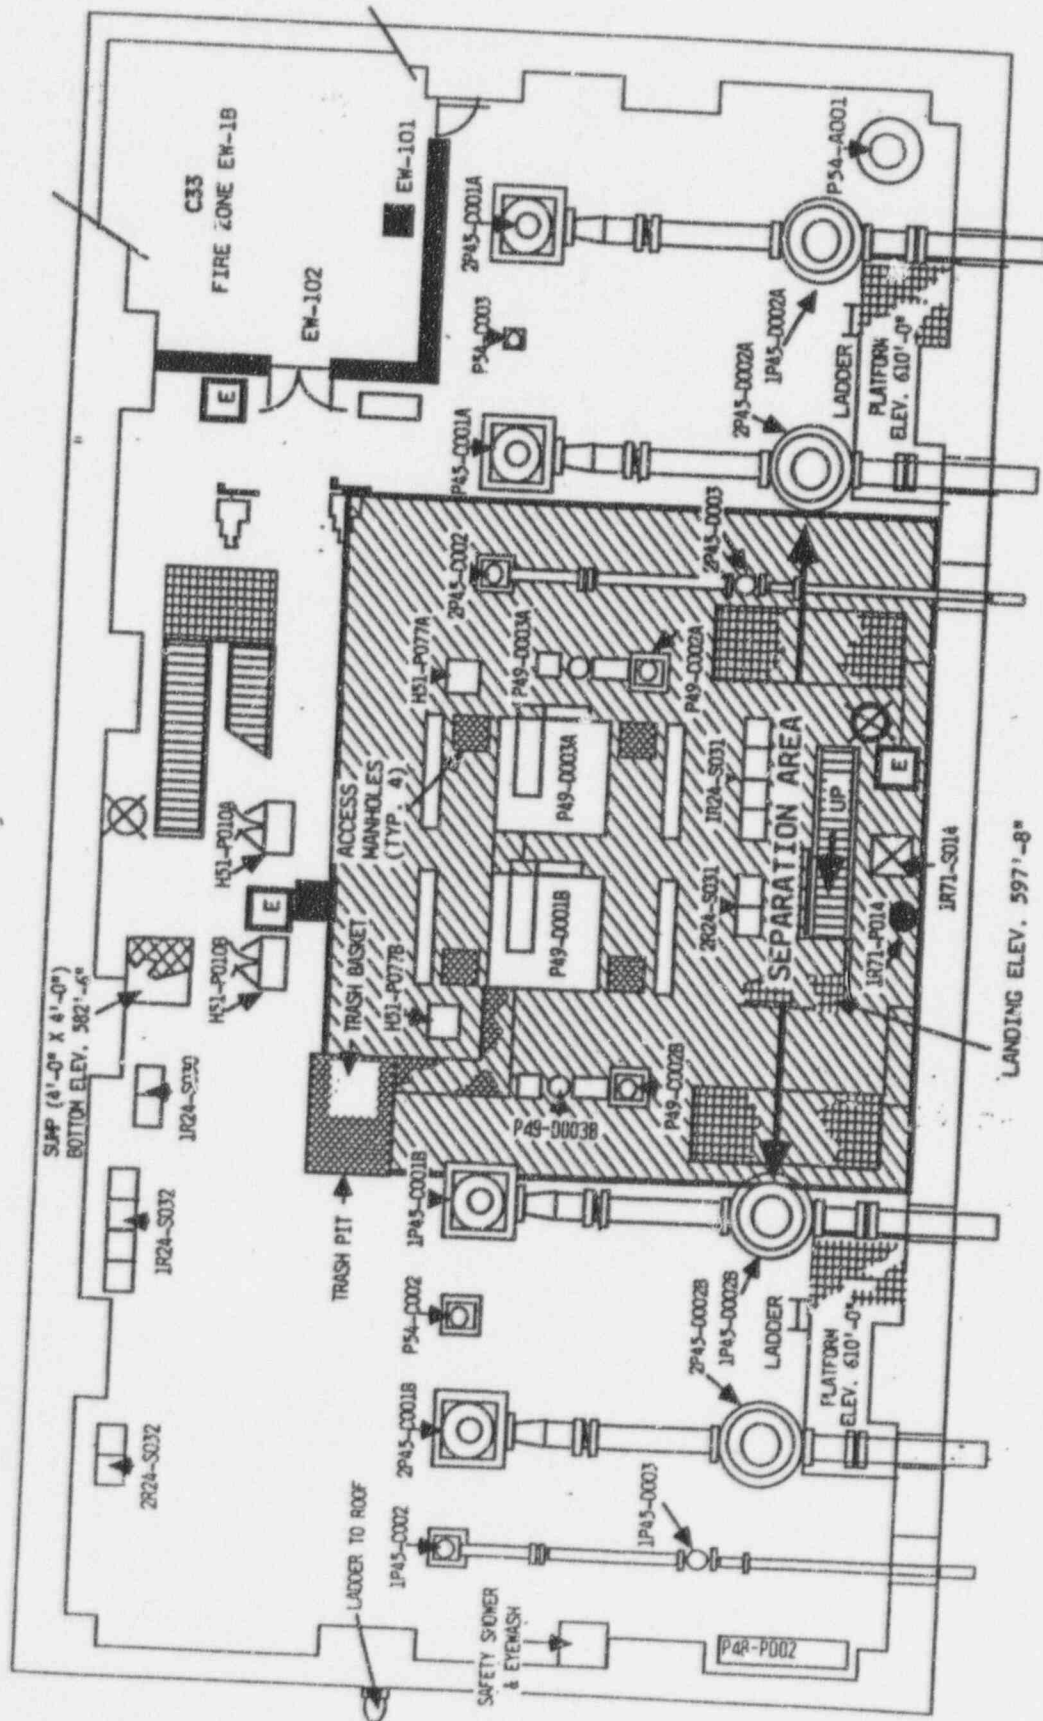 C33
FIRE ZONE EW-1B
EW-101
EW-102
E
2P45-C001A
P54-A001
P54-C003
1P45-D002A
2P45-D002A
LADDER
PLATFORM
ELEV. 610'-0"
P45-C001A
2P45-C002
2P45-D003
H51-P077A
P49-D003A
P49-C002A
ACCESS
MANHOLES
(TYP. 4)
P49-D003A
P49-D001B
1R24-S031
2R24-S031
SEPARATION AREA
UP
E
1R71-S014
1R71-P014
LANDING ELEV. 597'-8"
H51-P010A
H51-P010B
E
TRASH BASKET
H51-P077B
SUMP (4'-0" X 4'-0")
BOTTOM ELEV. 582'-6"
1R24-S030
1R24-S032
2R24-S032
TRASH PIT
P49-D003B
P49-C002B
1P45-C001B
P54-C002
2P45-D002B
1P45-D002B
LADDER
PLATFORM
ELEV. 610'-0"
2P45-C001B
1P45-C002
1P45-D003
LADDER TO ROOF
SAFETY SHOWER
& EYEWASH
P48-P002